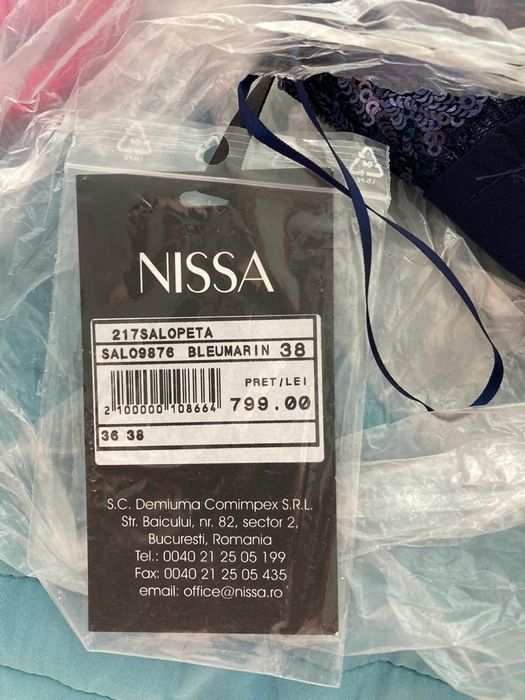 NISSA
217SALOPETA
SALO9876 BLEUMARIN 38
PRET/LEI
2 100000 108664 799.00
36 38
S.C. Demiuma Comimpex S.R.L.
Str. Baicului, nr. 82, sector 2,
Bucuresti, Romania
Tel.: 0040 21 25 05 199
Fax: 0040 21 25 05 435
email: office@nissa.ro